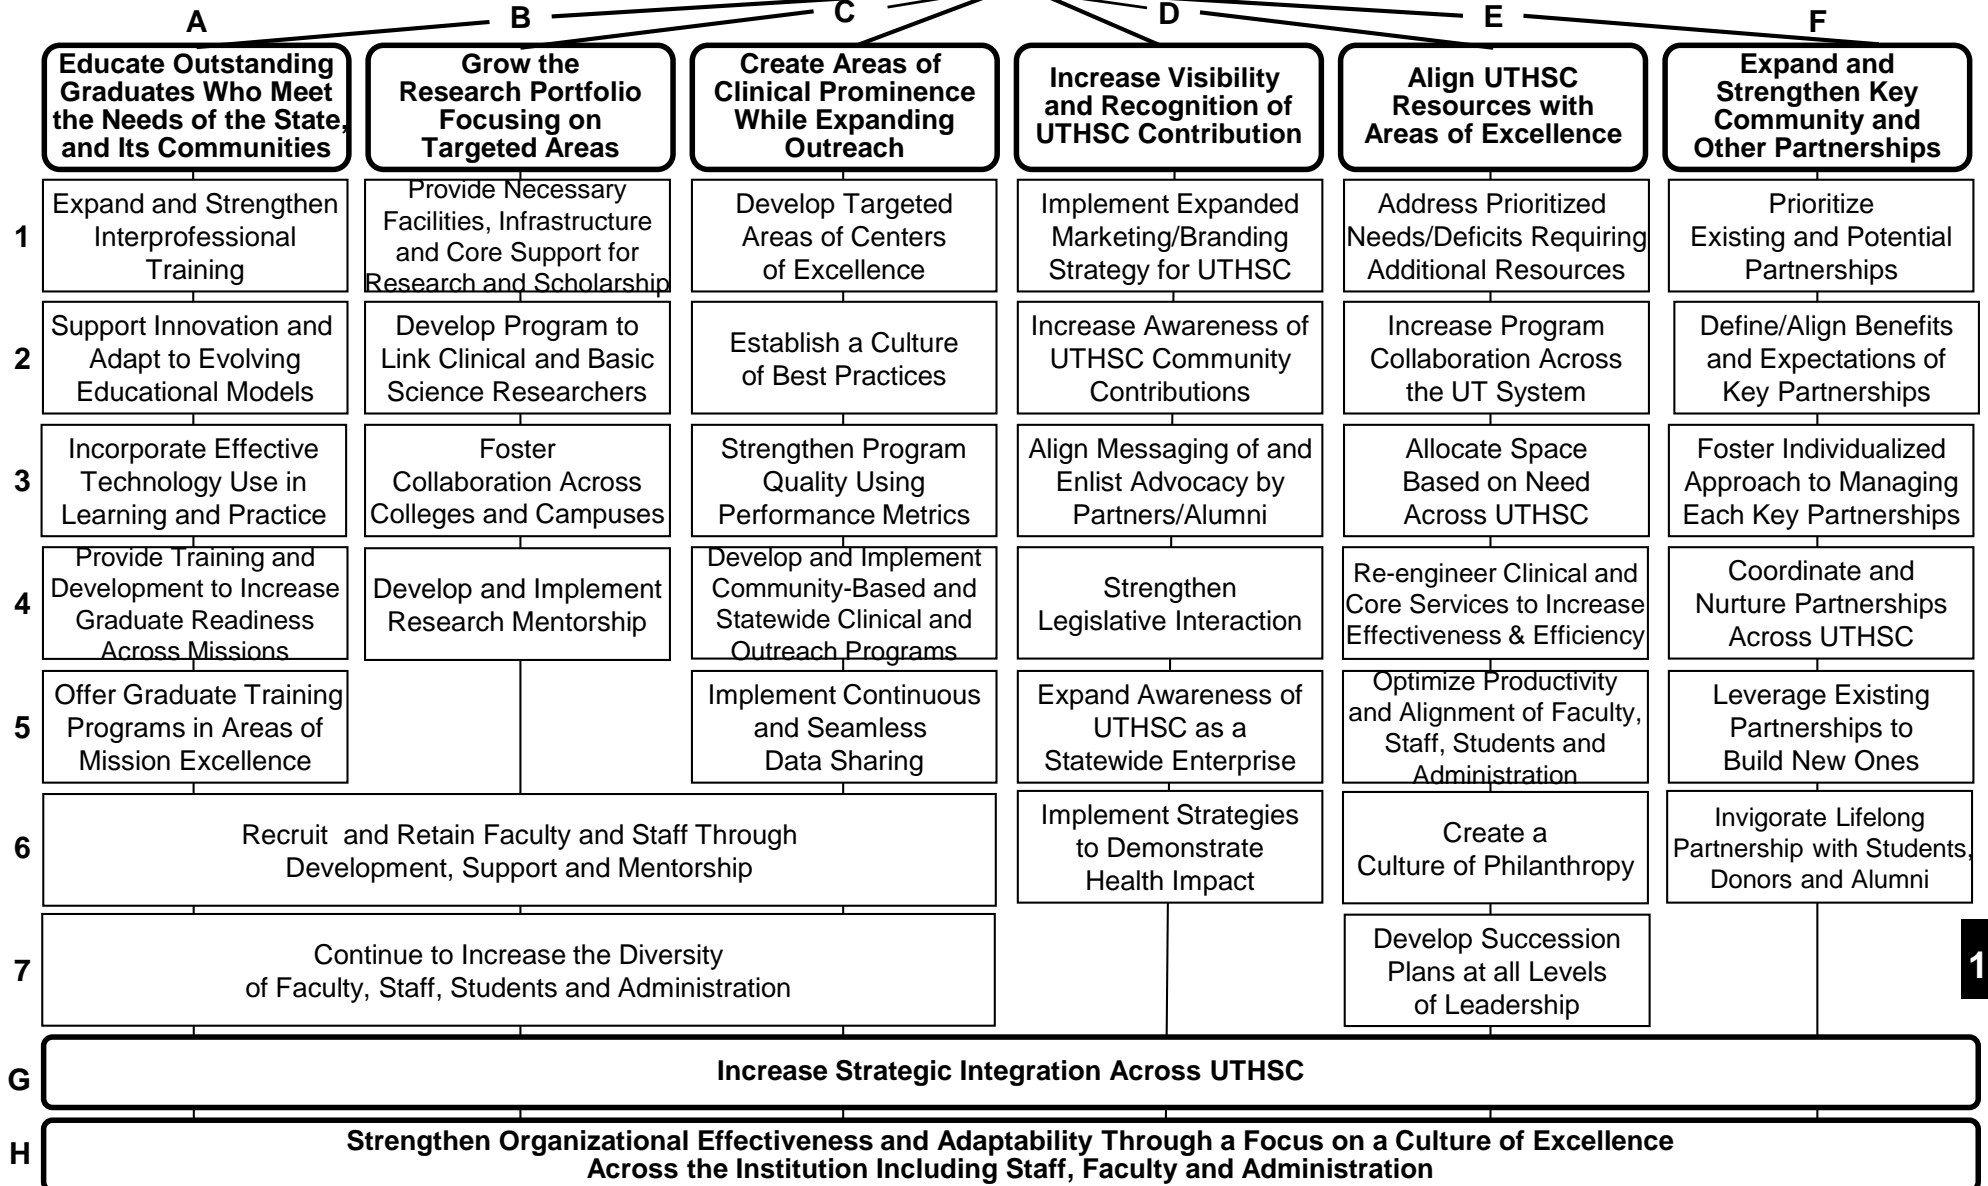 A
B
C
D
E
F
Educate Outstanding
Graduates Who Meet
the Needs of the State,
and Its Communities
Grow the
Research Portfolio
Focusing on
Targeted Areas
Create Areas of
Clinical Prominence
While Expanding
Outreach
Increase Visibility
and Recognition of
UTHSC Contribution
Align UTHSC
Resources with
Areas of Excellence
Expand and
Strengthen Key
Community and
Other Partnerships
1
Expand and Strengthen
Interprofessional
Training
Provide Necessary
Facilities, Infrastructure
and Core Support for
Research and Scholarship
Develop Targeted
Areas of Centers
of Excellence
Implement Expanded
Marketing/Branding
Strategy for UTHSC
Address Prioritized
Needs/Deficits Requiring
Additional Resources
Prioritize
Existing and Potential
Partnerships
2
Support Innovation and
Adapt to Evolving
Educational Models
Develop Program to
Link Clinical and Basic
Science Researchers
Establish a Culture
of Best Practices
Increase Awareness of
UTHSC Community
Contributions
Increase Program
Collaboration Across
the UT System
Define/Align Benefits
and Expectations of
Key Partnerships
3
Incorporate Effective
Technology Use in
Learning and Practice
Foster
Collaboration Across
Colleges and Campuses
Strengthen Program
Quality Using
Performance Metrics
Align Messaging of and
Enlist Advocacy by
Partners/Alumni
Allocate Space
Based on Need
Across UTHSC
Foster Individualized
Approach to Managing
Each Key Partnerships
4
Provide Training and
Development to Increase
Graduate Readiness
Across Missions
Develop and Implement
Research Mentorship
Develop and Implement
Community-Based and
Statewide Clinical and
Outreach Programs
Strengthen
Legislative Interaction
Re-engineer Clinical and
Core Services to Increase
Effectiveness & Efficiency
Coordinate and
Nurture Partnerships
Across UTHSC
5
Offer Graduate Training
Programs in Areas of
Mission Excellence
Implement Continuous
and Seamless
Data Sharing
Expand Awareness of
UTHSC as a
Statewide Enterprise
Optimize Productivity
and Alignment of Faculty,
Staff, Students and
Administration
Leverage Existing
Partnerships to
Build New Ones
6
Recruit and Retain Faculty and Staff Through
Development, Support and Mentorship
Implement Strategies
to Demonstrate
Health Impact
Create a
Culture of Philanthropy
Invigorate Lifelong
Partnership with Students,
Donors and Alumni
7
Continue to Increase the Diversity
of Faculty, Staff, Students and Administration
Develop Succession
Plans at all Levels
of Leadership
1
G
Increase Strategic Integration Across UTHSC
H
Strengthen Organizational Effectiveness and Adaptability Through a Focus on a Culture of Excellence
Across the Institution Including Staff, Faculty and Administration